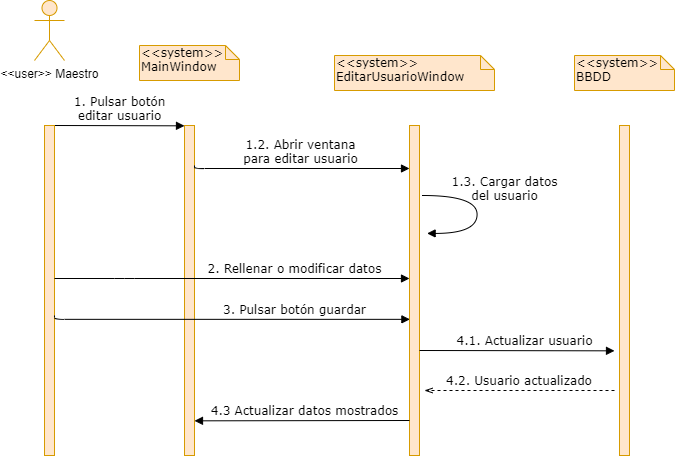 <<user>> Maestro
<<system>>
MainWindow
<<system>>
EditarUsuarioWindow
<<system>>
BBDD
1. Pulsar botón
editar usuario
1.2. Abrir ventana
para editar usuario
1.3. Cargar datos
del usuario
2. Rellenar o modificar datos
3. Pulsar botón guardar
4.1. Actualizar usuario
4.2. Usuario actualizado
4.3 Actualizar datos mostrados